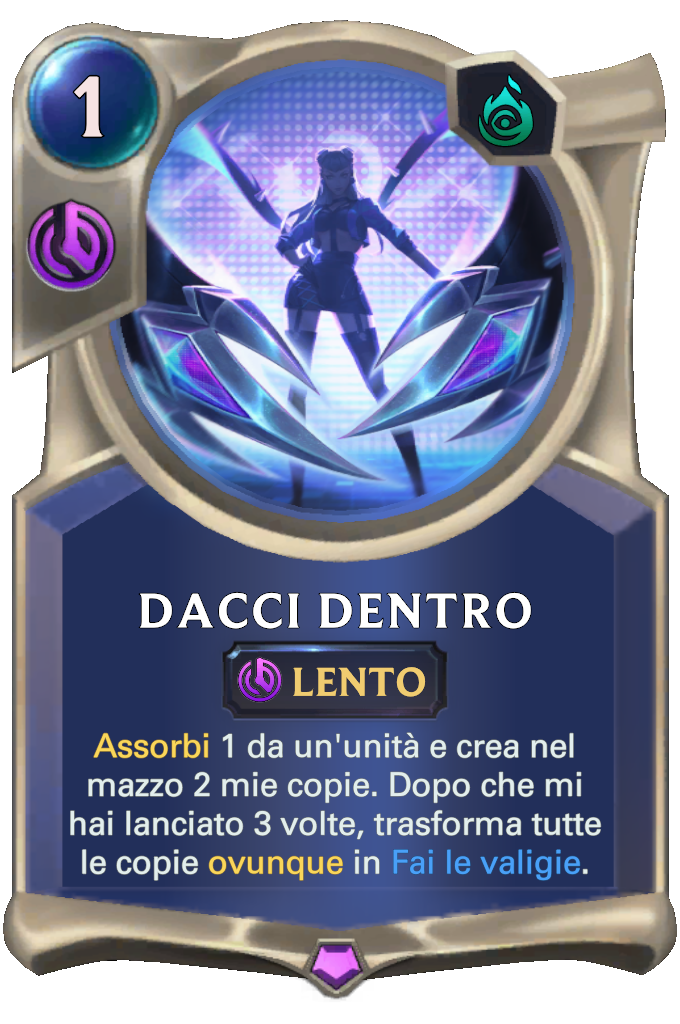 1
DACCI DENTRO
LENTO
Assorbi 1 da un'unità e crea nel
mazzo 2 mie copie. Dopo che mi
hai lanciato 3 volte, trasforma tutte
le copie ovunque in Fai le valigie.